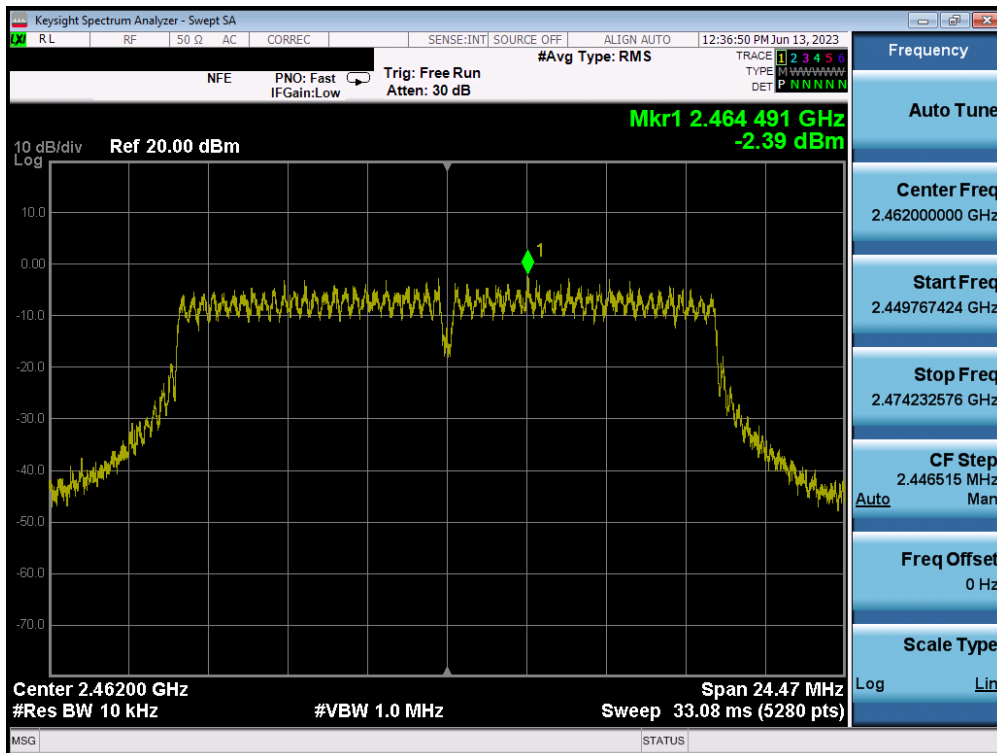 Keysight Spectrum Analyzer - Swept SA
LXI RL RF 50 Ω AC CORREC SENSE:INT SOURCE OFF ALIGN AUTO 12:36:50 PM Jun 13, 2023
#Avg Type: RMS
NFE PNO: Fast Trig: Free Run
IFGain:Low Atten: 30 dB
TRACE 1 2 3 4 5 6
TYPE M WWWWW
DET P N N N N N
Mkr1 2.464 491 GHz
-2.39 dBm
10 dB/div Ref 20.00 dBm
Log
10.0
0.00
-10.0
-20.0
-30.0
-40.0
-50.0
-60.0
-70.0
1
Center 2.46200 GHz Span 24.47 MHz
#Res BW 10 kHz #VBW 1.0 MHz Sweep 33.08 ms (5280 pts)
MSG STATUS
Frequency
Auto Tune
Center Freq
2.462000000 GHz
Start Freq
2.449767424 GHz
Stop Freq
2.474232576 GHz
CF Step
2.446515 MHz
Auto Man
Freq Offset
0 Hz
Scale Type
Log Lin